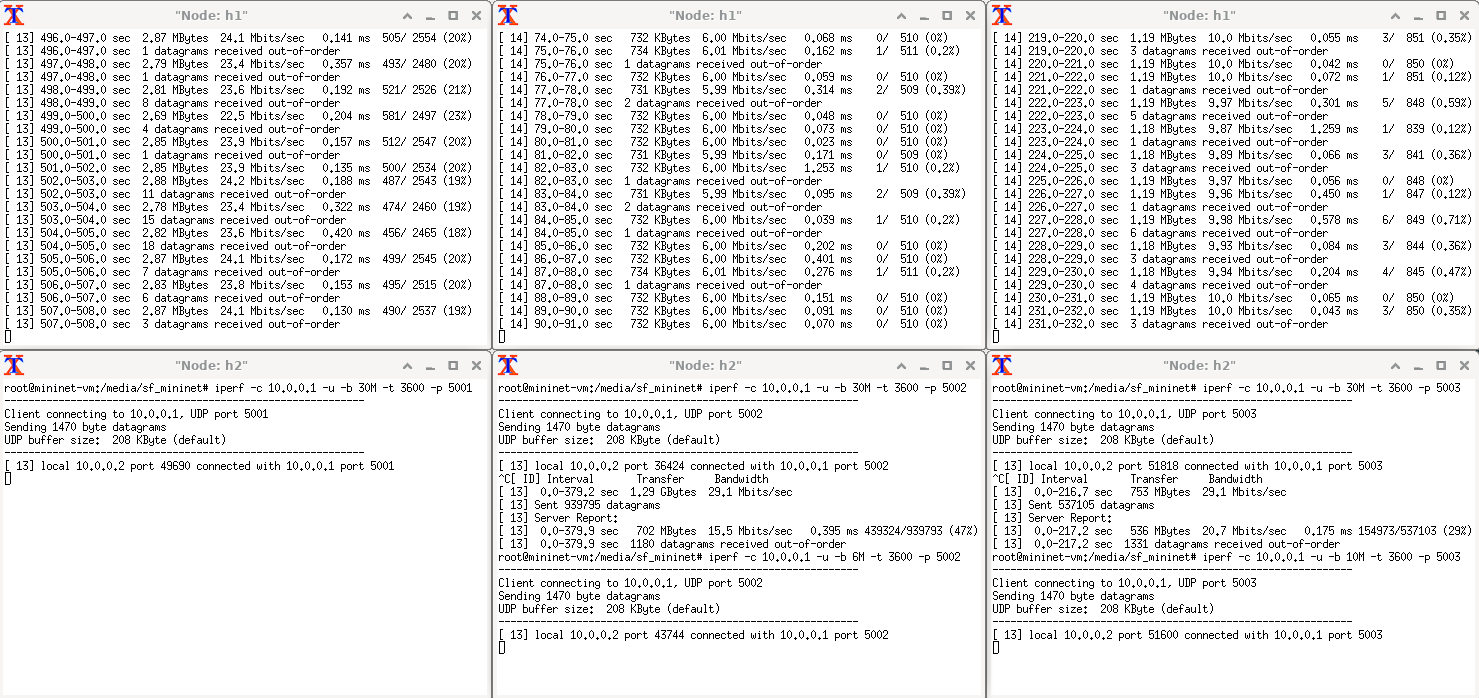 "Node: h1"
[ 13] 496.0-497.0 sec  2.87 MBytes  24.1 Mbits/sec   0.141 ms  505/ 2554 (20%)
[ 13] 496.0-497.0 sec  1 datagrams received out-of-order
[ 13] 497.0-498.0 sec  2.79 MBytes  23.4 Mbits/sec   0.357 ms  493/ 2480 (20%)
[ 13] 497.0-498.0 sec  1 datagrams received out-of-order
[ 13] 498.0-499.0 sec  2.81 MBytes  23.6 Mbits/sec   0.192 ms  521/ 2526 (21%)
[ 13] 498.0-499.0 sec  8 datagrams received out-of-order
[ 13] 499.0-500.0 sec  2.69 MBytes  22.5 Mbits/sec   0.204 ms  581/ 2497 (23%)
[ 13] 499.0-500.0 sec  4 datagrams received out-of-order
[ 13] 500.0-501.0 sec  2.85 MBytes  23.9 Mbits/sec   0.157 ms  512/ 2547 (20%)
[ 13] 500.0-501.0 sec  1 datagrams received out-of-order
[ 13] 501.0-502.0 sec  2.85 MBytes  23.9 Mbits/sec   0.135 ms  500/ 2534 (20%)
[ 13] 502.0-503.0 sec  2.88 MBytes  24.2 Mbits/sec   0.188 ms  487/ 2543 (19%)
[ 13] 502.0-503.0 sec  11 datagrams received out-of-order
[ 13] 503.0-504.0 sec  2.78 MBytes  23.4 Mbits/sec   0.322 ms  474/ 2460 (19%)
[ 13] 503.0-504.0 sec  15 datagrams received out-of-order
[ 13] 504.0-505.0 sec  2.82 MBytes  23.6 Mbits/sec   0.420 ms  456/ 2465 (18%)
[ 13] 504.0-505.0 sec  18 datagrams received out-of-order
[ 13] 505.0-506.0 sec  2.87 MBytes  24.1 Mbits/sec   0.172 ms  499/ 2545 (20%)
[ 13] 505.0-506.0 sec  7 datagrams received out-of-order
[ 13] 506.0-507.0 sec  2.83 MBytes  23.8 Mbits/sec   0.153 ms  495/ 2515 (20%)
[ 13] 506.0-507.0 sec  6 datagrams received out-of-order
[ 13] 507.0-508.0 sec  2.87 MBytes  24.1 Mbits/sec   0.130 ms  490/ 2537 (19%)
[ 13] 507.0-508.0 sec  3 datagrams received out-of-order
"Node: h1"
[ 14] 74.0-75.0 sec   732 KBytes  6.00 Mbits/sec   0.068 ms    0/  510 (0%)
[ 14] 75.0-76.0 sec   734 KBytes  6.01 Mbits/sec   0.162 ms    1/  511 (0.2%)
[ 14] 75.0-76.0 sec  1 datagrams received out-of-order
[ 14] 76.0-77.0 sec   732 KBytes  6.00 Mbits/sec   0.059 ms    0/  510 (0%)
[ 14] 77.0-78.0 sec   731 KBytes  5.99 Mbits/sec   0.314 ms    2/  509 (0.39%)
[ 14] 77.0-78.0 sec  2 datagrams received out-of-order
[ 14] 78.0-79.0 sec   732 KBytes  6.00 Mbits/sec   0.048 ms    0/  510 (0%)
[ 14] 79.0-80.0 sec   732 KBytes  6.00 Mbits/sec   0.073 ms    0/  510 (0%)
[ 14] 80.0-81.0 sec   732 KBytes  6.00 Mbits/sec   0.023 ms    0/  510 (0%)
[ 14] 81.0-82.0 sec   731 KBytes  5.99 Mbits/sec   0.171 ms    0/  509 (0%)
[ 14] 82.0-83.0 sec   732 KBytes  6.00 Mbits/sec   1.253 ms    1/  510 (0.2%)
[ 14] 82.0-83.0 sec  1 datagrams received out-of-order
[ 14] 83.0-84.0 sec   731 KBytes  5.99 Mbits/sec   0.095 ms    2/  509 (0.39%)
[ 14] 83.0-84.0 sec  2 datagrams received out-of-order
[ 14] 84.0-85.0 sec   732 KBytes  6.00 Mbits/sec   0.039 ms    1/  510 (0.2%)
[ 14] 84.0-85.0 sec  1 datagrams received out-of-order
[ 14] 85.0-86.0 sec   732 KBytes  6.00 Mbits/sec   0.202 ms    0/  510 (0%)
[ 14] 86.0-87.0 sec   732 KBytes  6.00 Mbits/sec   0.401 ms    0/  510 (0%)
[ 14] 87.0-88.0 sec   734 KBytes  6.01 Mbits/sec   0.276 ms    1/  511 (0.2%)
[ 14] 87.0-88.0 sec  1 datagrams received out-of-order
[ 14] 88.0-89.0 sec   732 KBytes  6.00 Mbits/sec   0.151 ms    0/  510 (0%)
[ 14] 89.0-90.0 sec   732 KBytes  6.00 Mbits/sec   0.091 ms    0/  510 (0%)
[ 14] 90.0-91.0 sec   732 KBytes  6.00 Mbits/sec   0.070 ms    0/  510 (0%)
"Node: h1"
[ 14] 219.0-220.0 sec  1.19 MBytes  10.0 Mbits/sec   0.055 ms    3/  851 (0.35%)
[ 14] 219.0-220.0 sec  3 datagrams received out-of-order
[ 14] 220.0-221.0 sec  1.19 MBytes  10.0 Mbits/sec   0.042 ms    0/  850 (0%)
[ 14] 221.0-222.0 sec  1.19 MBytes  10.0 Mbits/sec   0.072 ms    1/  851 (0.12%)
[ 14] 221.0-222.0 sec  1 datagrams received out-of-order
[ 14] 222.0-223.0 sec  1.19 MBytes  9.97 Mbits/sec   0.301 ms    5/  848 (0.59%)
[ 14] 222.0-223.0 sec  5 datagrams received out-of-order
[ 14] 223.0-224.0 sec  1.18 MBytes  9.87 Mbits/sec   1.259 ms    1/  839 (0.12%)
[ 14] 223.0-224.0 sec  1 datagrams received out-of-order
[ 14] 224.0-225.0 sec  1.18 MBytes  9.89 Mbits/sec   0.066 ms    3/  841 (0.36%)
[ 14] 224.0-225.0 sec  3 datagrams received out-of-order
[ 14] 225.0-226.0 sec  1.19 MBytes  9.97 Mbits/sec   0.056 ms    0/  848 (0%)
[ 14] 226.0-227.0 sec  1.19 MBytes  9.96 Mbits/sec   0.450 ms    1/  847 (0.12%)
[ 14] 226.0-227.0 sec  1 datagrams received out-of-order
[ 14] 227.0-228.0 sec  1.19 MBytes  9.98 Mbits/sec   0.578 ms    6/  849 (0.71%)
[ 14] 227.0-228.0 sec  6 datagrams received out-of-order
[ 14] 228.0-229.0 sec  1.18 MBytes  9.93 Mbits/sec   0.084 ms    3/  844 (0.36%)
[ 14] 228.0-229.0 sec  3 datagrams received out-of-order
[ 14] 229.0-230.0 sec  1.18 MBytes  9.94 Mbits/sec   0.204 ms    4/  845 (0.47%)
[ 14] 229.0-230.0 sec  4 datagrams received out-of-order
[ 14] 230.0-231.0 sec  1.19 MBytes  10.0 Mbits/sec   0.065 ms    0/  850 (0%)
[ 14] 231.0-232.0 sec  1.19 MBytes  10.0 Mbits/sec   0.043 ms    3/  850 (0.35%)
[ 14] 231.0-232.0 sec  3 datagrams received out-of-order
"Node: h2"
root@mininet-vm:/media/sf_mininet# iperf -c 10.0.0.1 -u -b 30M -t 3600 -p 5001
------------------------------------------------------------
Client connecting to 10.0.0.1, UDP port 5001
Sending 1470 byte datagrams
UDP buffer size:  208 KByte (default)
------------------------------------------------------------
[ 13] local 10.0.0.2 port 49690 connected with 10.0.0.1 port 5001
"Node: h2"
root@mininet-vm:/media/sf_mininet# iperf -c 10.0.0.1 -u -b 30M -t 3600 -p 5002
------------------------------------------------------------
Client connecting to 10.0.0.1, UDP port 5002
Sending 1470 byte datagrams
UDP buffer size:  208 KByte (default)
------------------------------------------------------------
[ 13] local 10.0.0.2 port 36424 connected with 10.0.0.1 port 5002
^C[ ID] Interval       Transfer     Bandwidth
[ 13]  0.0-379.2 sec  1.29 GBytes  29.1 Mbits/sec
[ 13] Sent 939795 datagrams
[ 13] Server Report:
[ 13]  0.0-379.9 sec   702 MBytes  15.5 Mbits/sec   0.395 ms 439324/939793 (47%)
[ 13]  0.0-379.9 sec  1180 datagrams received out-of-order
root@mininet-vm:/media/sf_mininet# iperf -c 10.0.0.1 -u -b 6M -t 3600 -p 5002
------------------------------------------------------------
Client connecting to 10.0.0.1, UDP port 5002
Sending 1470 byte datagrams
UDP buffer size:  208 KByte (default)
------------------------------------------------------------
[ 13] local 10.0.0.2 port 43744 connected with 10.0.0.1 port 5002
"Node: h2"
root@mininet-vm:/media/sf_mininet# iperf -c 10.0.0.1 -u -b 30M -t 3600 -p 5003
------------------------------------------------------------
Client connecting to 10.0.0.1, UDP port 5003
Sending 1470 byte datagrams
UDP buffer size:  208 KByte (default)
------------------------------------------------------------
[ 13] local 10.0.0.2 port 51818 connected with 10.0.0.1 port 5003
^C[ ID] Interval       Transfer     Bandwidth
[ 13]  0.0-216.7 sec   753 MBytes  29.1 Mbits/sec
[ 13] Sent 537105 datagrams
[ 13] Server Report:
[ 13]  0.0-217.2 sec   536 MBytes  20.7 Mbits/sec   0.175 ms 154973/537103 (29%)
[ 13]  0.0-217.2 sec  1331 datagrams received out-of-order
root@mininet-vm:/media/sf_mininet# iperf -c 10.0.0.1 -u -b 10M -t 3600 -p 5003
------------------------------------------------------------
Client connecting to 10.0.0.1, UDP port 5003
Sending 1470 byte datagrams
UDP buffer size:  208 KByte (default)
------------------------------------------------------------
[ 13] local 10.0.0.2 port 51600 connected with 10.0.0.1 port 5003